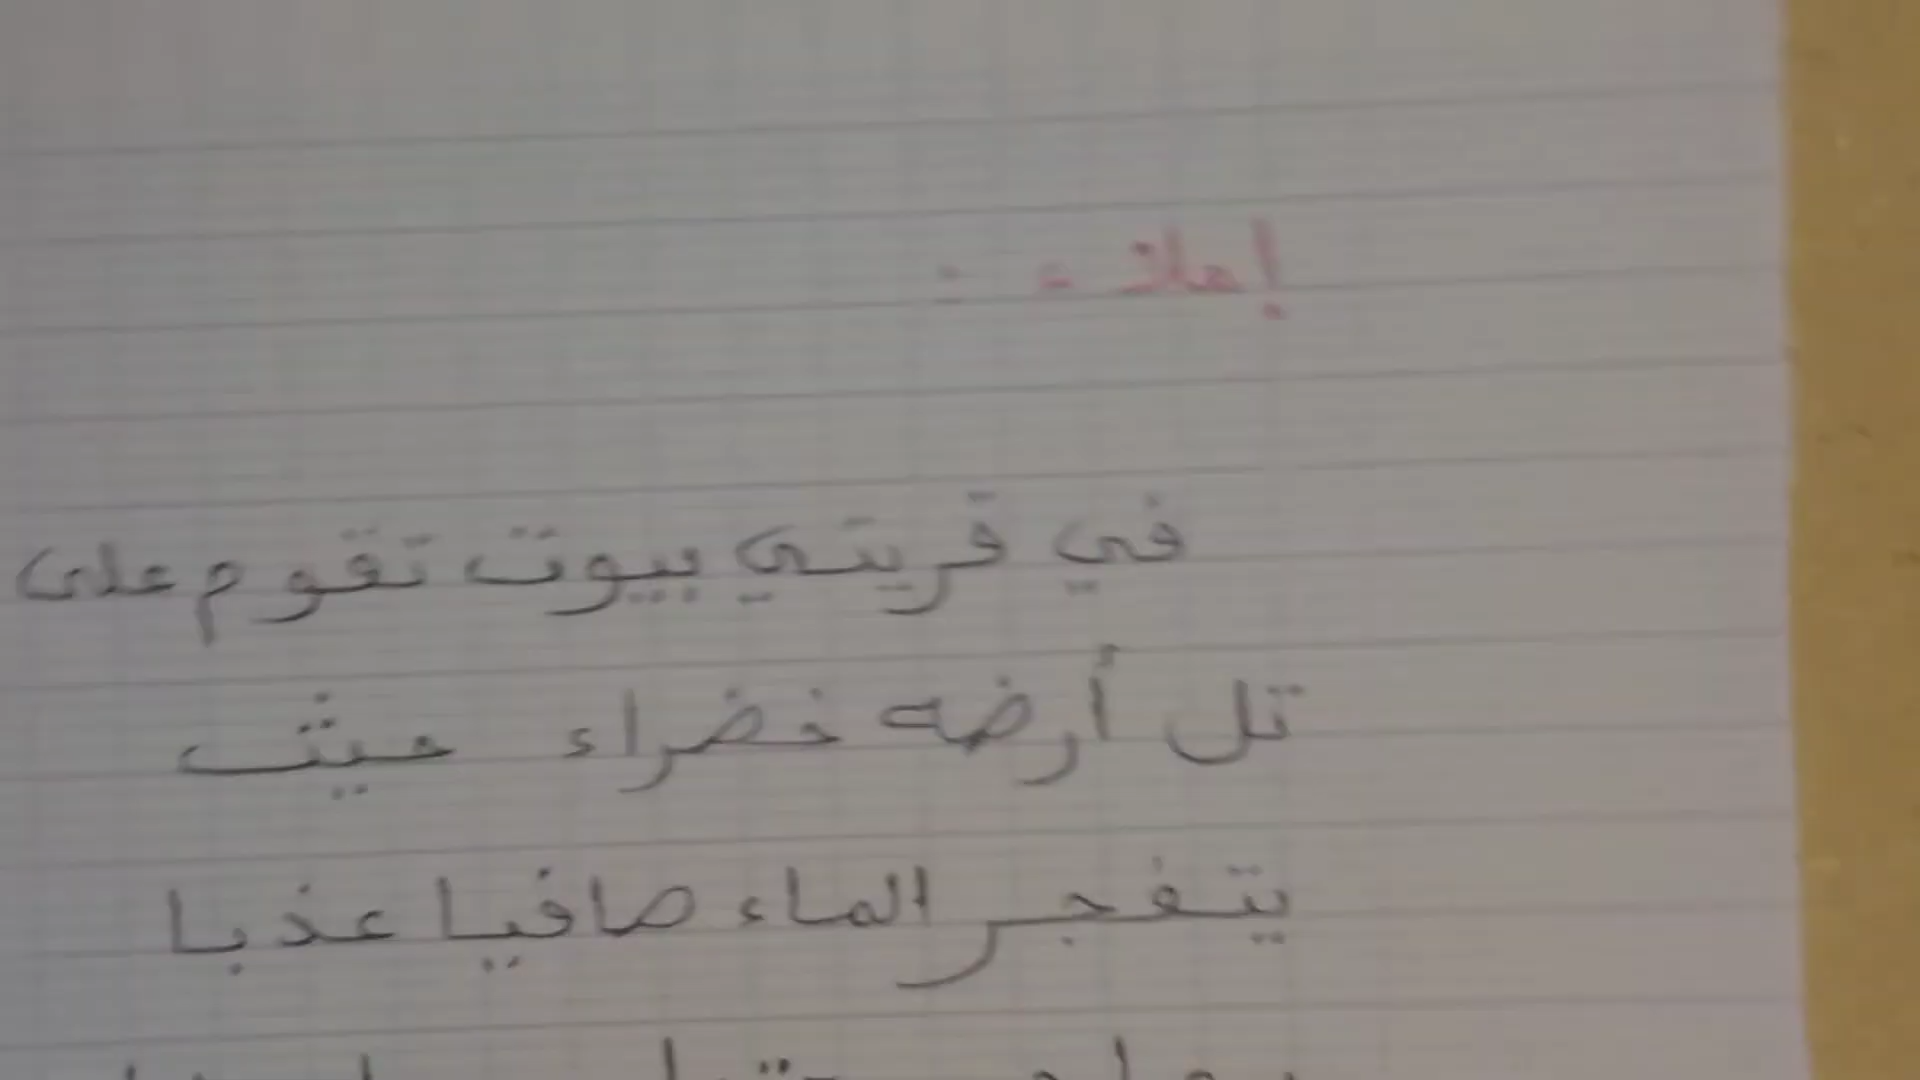 إملاء :
في قريتي بيوت تقوم على
تل أرضه خضراء حيث
يتفجر الماء صافيا عذبا